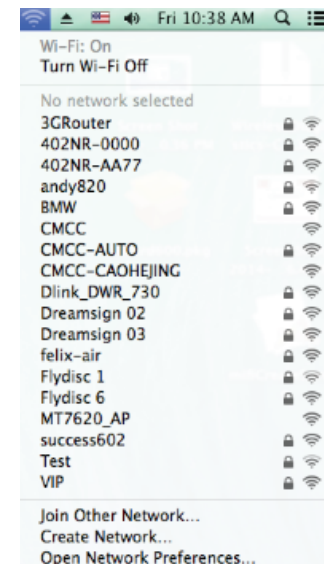 Fri 10:38 AM
Wi-Fi: On
Turn Wi-Fi Off
No network selected
3GRouter
402NR-0000
402NR-AA77
andy820
BMW
CMCC
CMCC-AUTO
CMCC-CAOHEJING
Dlink_DWR_730
Dreamsign 02
Dreamsign 03
felix-air
Flydisc 1
Flydisc 6
MT7620_AP
success602
Test
VIP
Join Other Network...
Create Network...
Open Network Preferences...